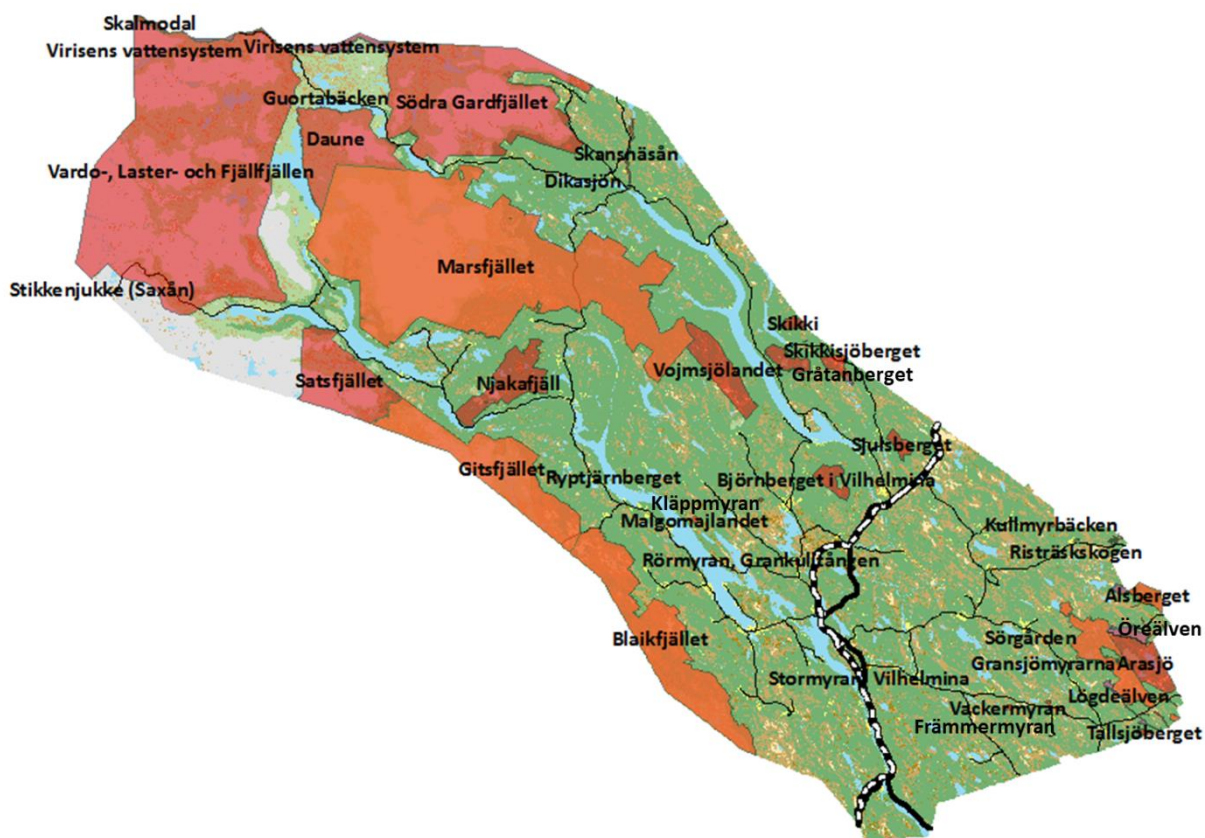 Skalmodal
Virisens vattensystem
Virisens vattensystem
Guortabäcken
Södra Gardfjället
Daune
Skansnäsån
Vardo-, Laster- och Fjällfjällen
Dikasjön
Marsfjället
Stikkenjukke (Saxån)
Skikki
Skikkisjöberget
Vojmsjölandet
Gråtanberget
Satsfjället
Njakafjäll
Sjulsberget
Gitsfjället
Ryptjärnberget
Björnberget i Vilhelmina
Kläppmyran
Malgomajlandet
Kullmyrbäcken
Risträskskogen
Rörmyran, Grankulltången
Alsberget
Öreälven
Blaikfjället
Sörgården
Gransjömyrarna
Arasjö
Stormyran
Vilhelmina
Lögdeälven
Vackermyran
Främmermyran
Tallsjöberget